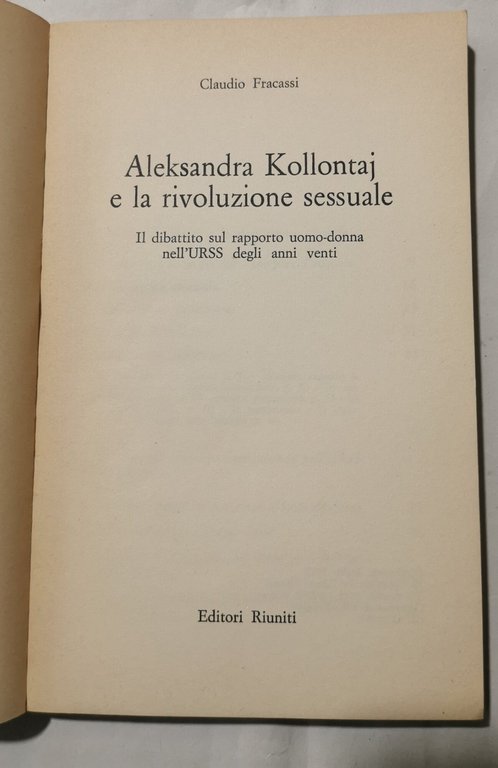 Claudio Fracassi
Aleksandra Kollontaj
e la rivoluzione sessuale
Il dibattito sul rapporto uomo-donna
nell'URSS degli anni venti
Editori Riuniti